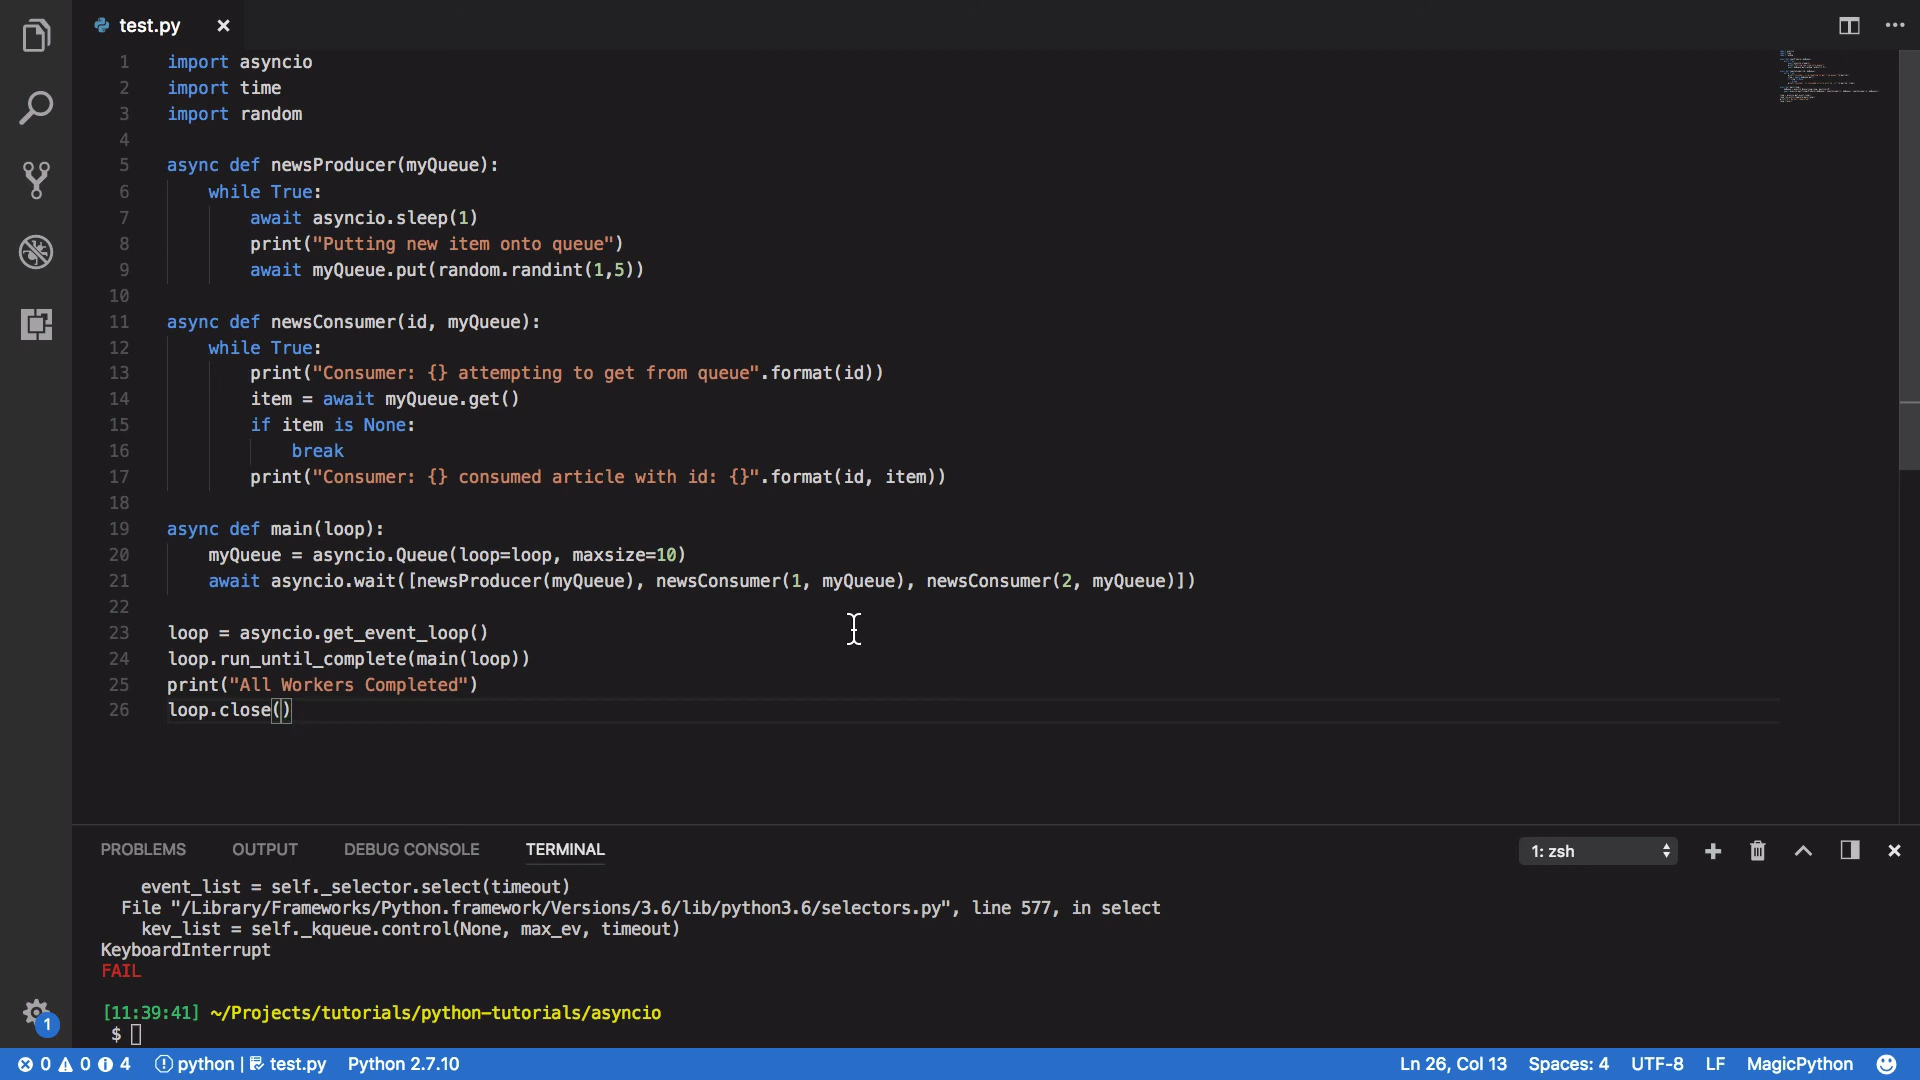 test.py
1 import asyncio
2 import time
3 import random
4
5 async def newsProducer(myQueue):
6     while True:
7         await asyncio.sleep(1)
8         print("Putting new item onto queue")
9         await myQueue.put(random.randint(1,5))
10
11 async def newsConsumer(id, myQueue):
12     while True:
13         print("Consumer: {} attempting to get from queue".format(id))
14         item = await myQueue.get()
15         if item is None:
16             break
17         print("Consumer: {} consumed article with id: {}".format(id, item))
18
19 async def main(loop):
20     myQueue = asyncio.Queue(loop=loop, maxsize=10)
21     await asyncio.wait([newsProducer(myQueue), newsConsumer(1, myQueue), newsConsumer(2, myQueue)])
22
23 loop = asyncio.get_event_loop()
24 loop.run_until_complete(main(loop))
25 print("All Workers Completed")
26 loop.close()
PROBLEMS OUTPUT DEBUG CONSOLE TERMINAL 1: zsh
    event_list = self._selector.select(timeout)
  File "/Library/Frameworks/Python.framework/Versions/3.6/lib/python3.6/selectors.py", line 577, in select
    kev_list = self._kqueue.control(None, max_ev, timeout)
KeyboardInterrupt
FAIL
[11:39:41] ~/Projects/tutorials/python-tutorials/asyncio
$
1
0 0 4 python | test.py Python 2.7.10 Ln 26, Col 13 Spaces: 4 UTF-8 LF MagicPython